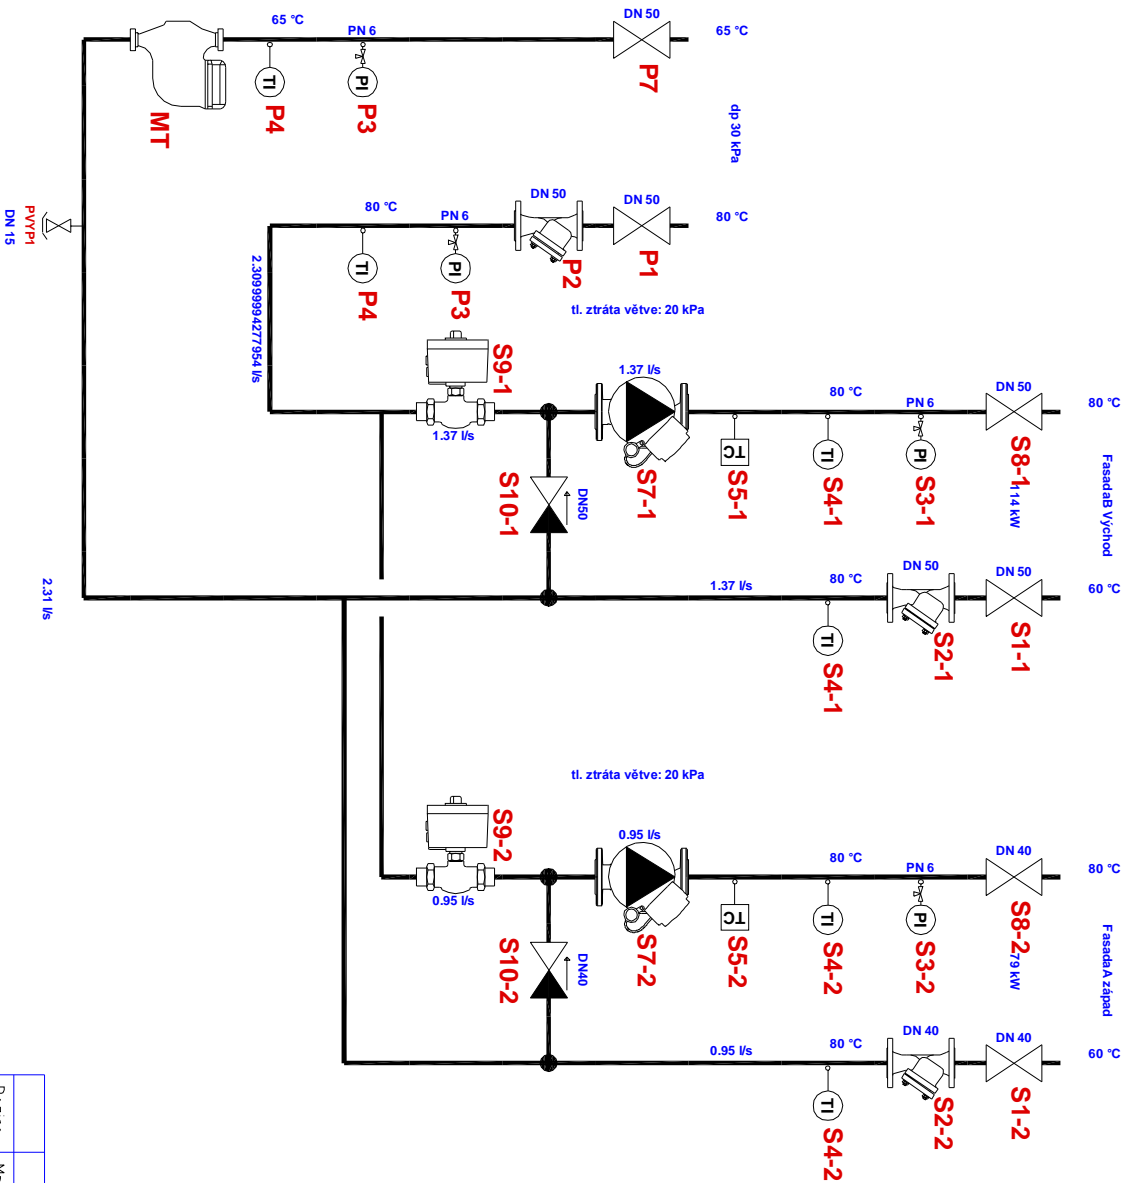 65 °C
PN 6
DN 50
65 °C
TI
P4
PI
P3
P7
MT
dp 30 kPa
PVYP1
DN 15
80 °C
PN 6
DN 50
DN 50
80 °C
TI
P4
PI
P3
P2
P1
2.30999994277954 l/s
tl. ztráta větve: 20 kPa
S9-1
1.37 l/s
1.37 l/s
S7-1
80 °C
PN 6
DN 50
80 °C
TC
S5-1
TI
S4-1
PI
S3-1
S8-1
114 kW
FasadaB Východ
S10-1
DN50
2.31 l/s
1.37 l/s
80 °C
DN 50
DN 50
60 °C
TI
S4-1
S2-1
S1-1
tl. ztráta větve: 20 kPa
S9-2
0.95 l/s
0.95 l/s
S7-2
80 °C
PN 6
DN 40
80 °C
TC
S5-2
TI
S4-2
PI
S3-2
S8-2
79 kW
FasadaA západ
S10-2
DN40
0.95 l/s
80 °C
DN 40
DN 40
60 °C
TI
S4-2
S2-2
S1-2